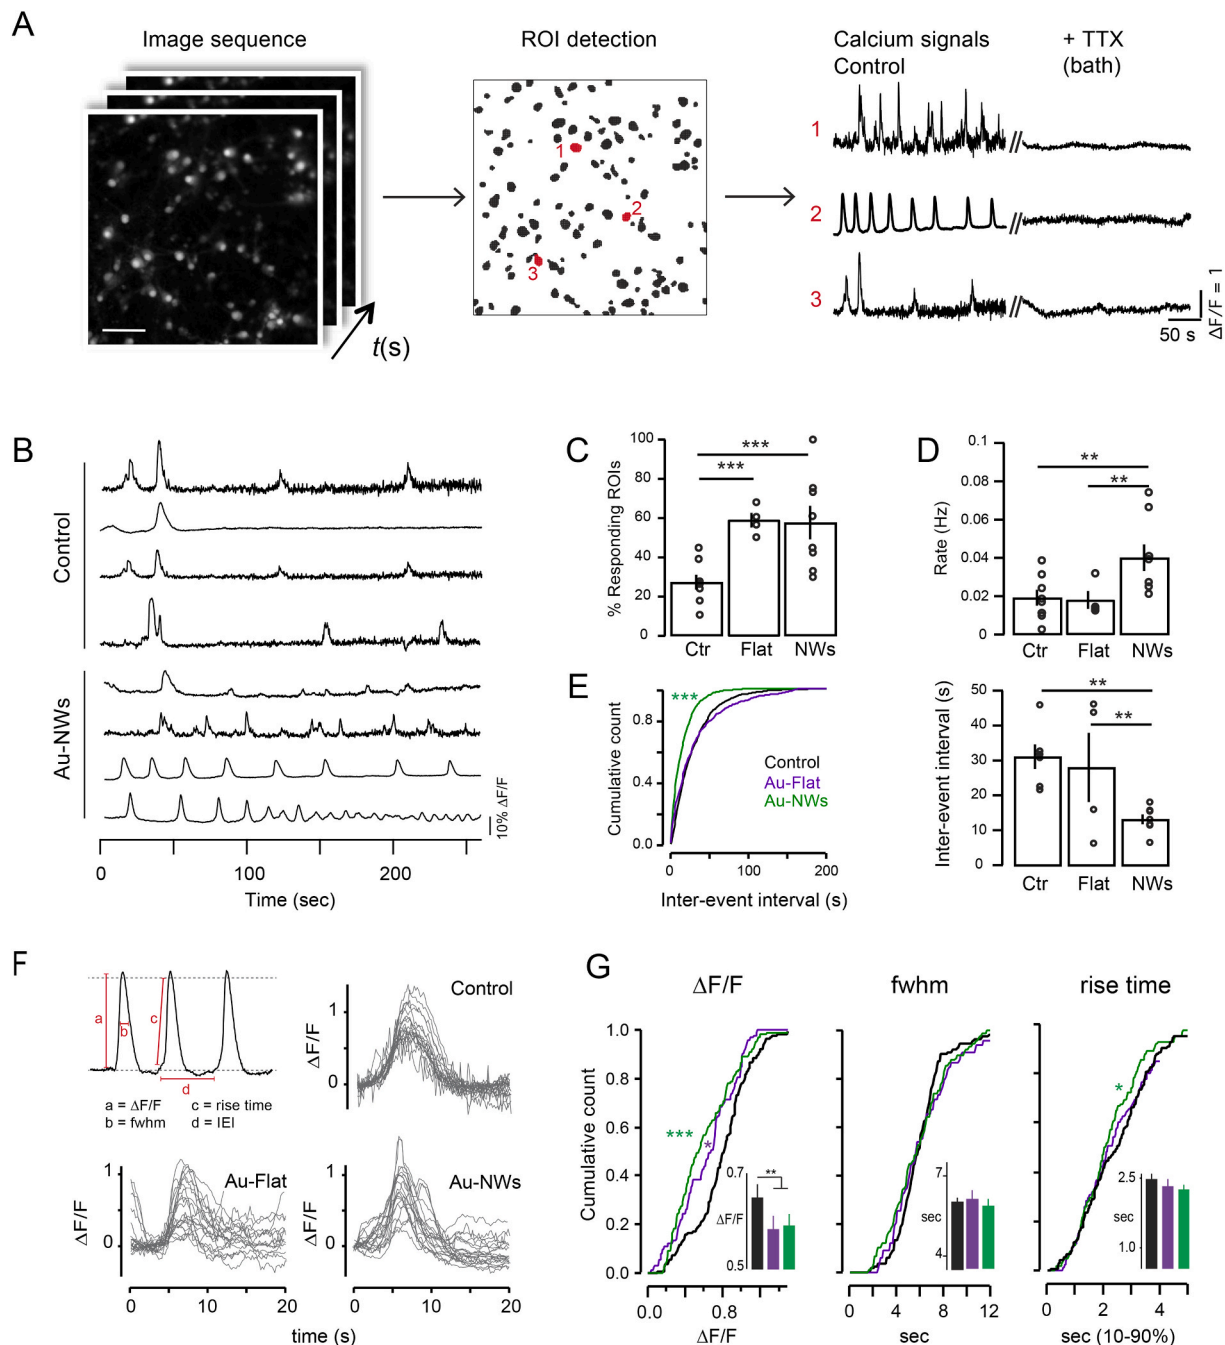 A
Image sequence
ROI detection
Calcium signals
Control
+ TTX
(bath)
1
2
3
1
2
3
t(s)
50 s
ΔF/F = 1
B
Control
Au-NWs
10% ΔF/F
0
100
200
Time (sec)
C
% Responding ROIs
100
80
60
40
20
0
***
***
Ctr
Flat
NWs
D
Rate (Hz)
0.1
0.08
0.06
0.04
0.02
0
**
**
Ctr
Flat
NWs
Inter-event interval (s)
50
40
30
20
10
0
**
**
Ctr
Flat
NWs
E
Cumulative count
0.8
0.4
0.0
***
Control
Au-Flat
Au-NWs
0
200
Inter-event interval (s)
F
a
b
c
d
a = ΔF/F
c = rise time
b = fwhm
d = IEI
Control
ΔF/F
1
0
Au-Flat
ΔF/F
1
0
0
10
20
Au-NWs
ΔF/F
1
0
0
10
20
time (s)
G
ΔF/F
fwhm
rise time
Cumulative count
1.0
0.8
0.6
0.4
0.2
0.0
***
*
0.7
ΔF/F
0.5
**
0.0
0.8
ΔF/F
7
sec
4
0
4
8
12
sec
*
2.5
sec
1.0
0
2
4
sec (10-90%)